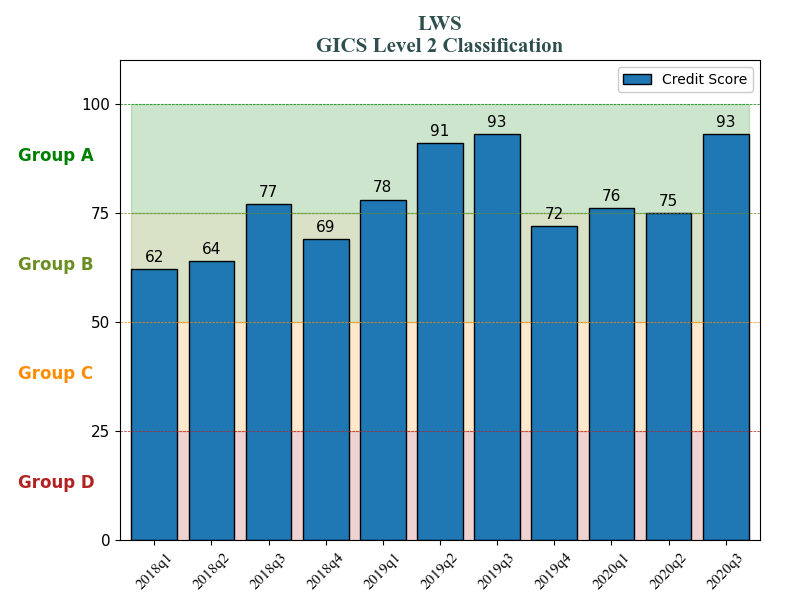 LWS
GICS Level 2 Classification
Credit Score
100
75
50
25
0
Group A
Group B
Group C
Group D
62
64
77
69
78
91
93
72
76
75
93
2018q1
2018q2
2018q3
2018q4
2019q1
2019q2
2019q3
2019q4
2020q1
2020q2
2020q3